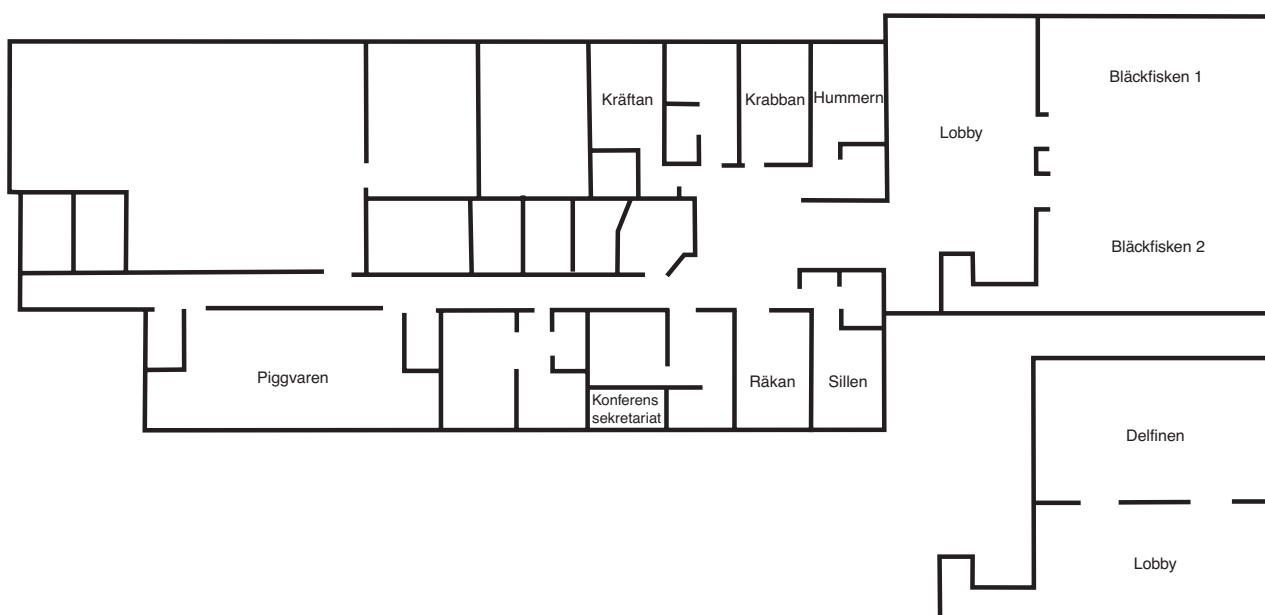 Bläckfisken 1
Kräftan
Krabban
Hummern
Lobby
Bläckfisken 2
Piggvaren
Räkan
Sillen
Konferens
sekretariat
Delfinen
Lobby